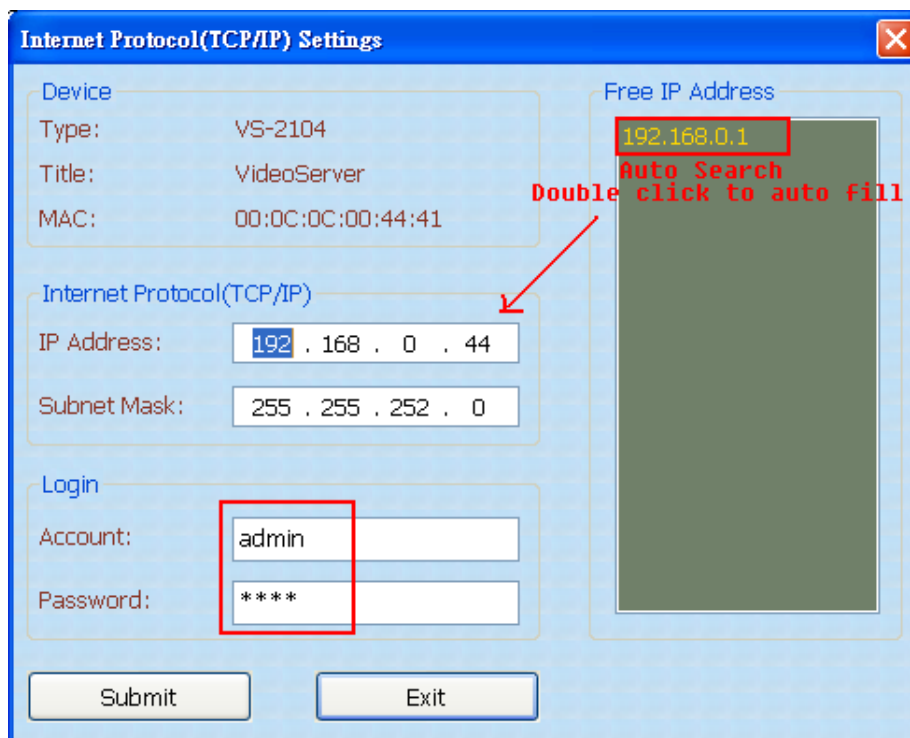 Internet Protocol(TCP/IP) Settings
Device
Type: VS-2104
Title: VideoServer
MAC: 00:0C:0C:00:44:41
Internet Protocol(TCP/IP)
IP Address: 192 . 168 . 0 . 44
Subnet Mask: 255 . 255 . 252 . 0
Login
Account: admin
Password: ****
Submit Exit
Free IP Address
192.168.0.1
Auto Search
Double click to auto fill